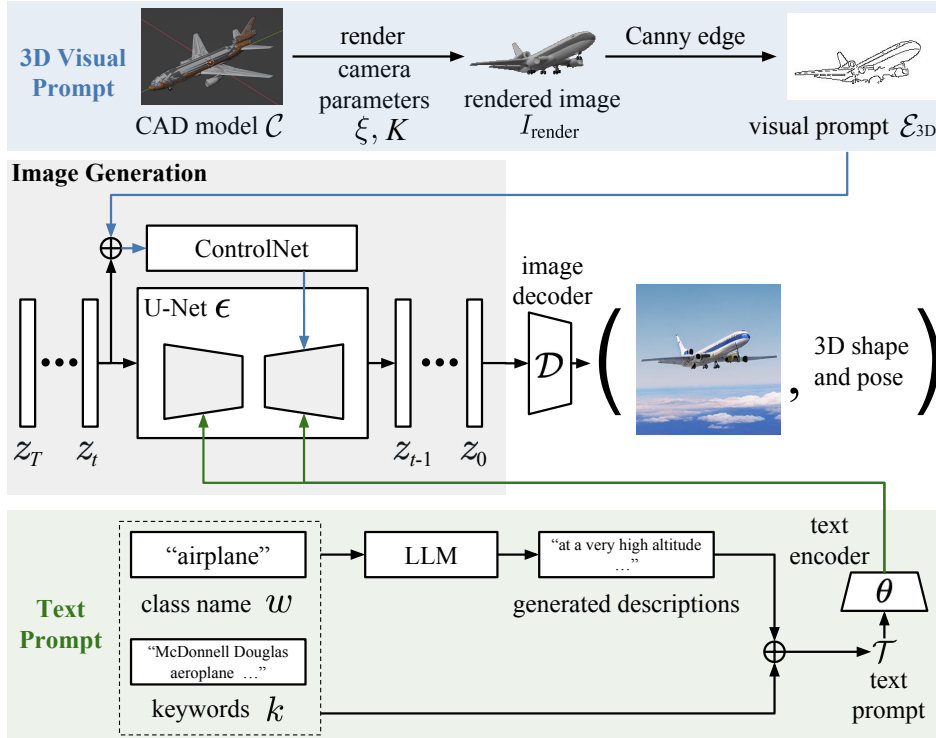 3D Visual
Prompt
CAD model 𝒞
render
camera
parameters
ξ, K
rendered image
I_render
Canny edge
visual prompt ℰ_3D
Image Generation
ControlNet
U-Net ϵ
z_T
z_t
z_t-1
z_0
image
decoder
𝒟
( , 3D shape
and pose )
Text
Prompt
“airplane”
class name w
“McDonnell Douglas
aeroplane …”
keywords k
LLM
“at a very high altitude
…”
generated descriptions
text
encoder
θ
𝒯
text
prompt